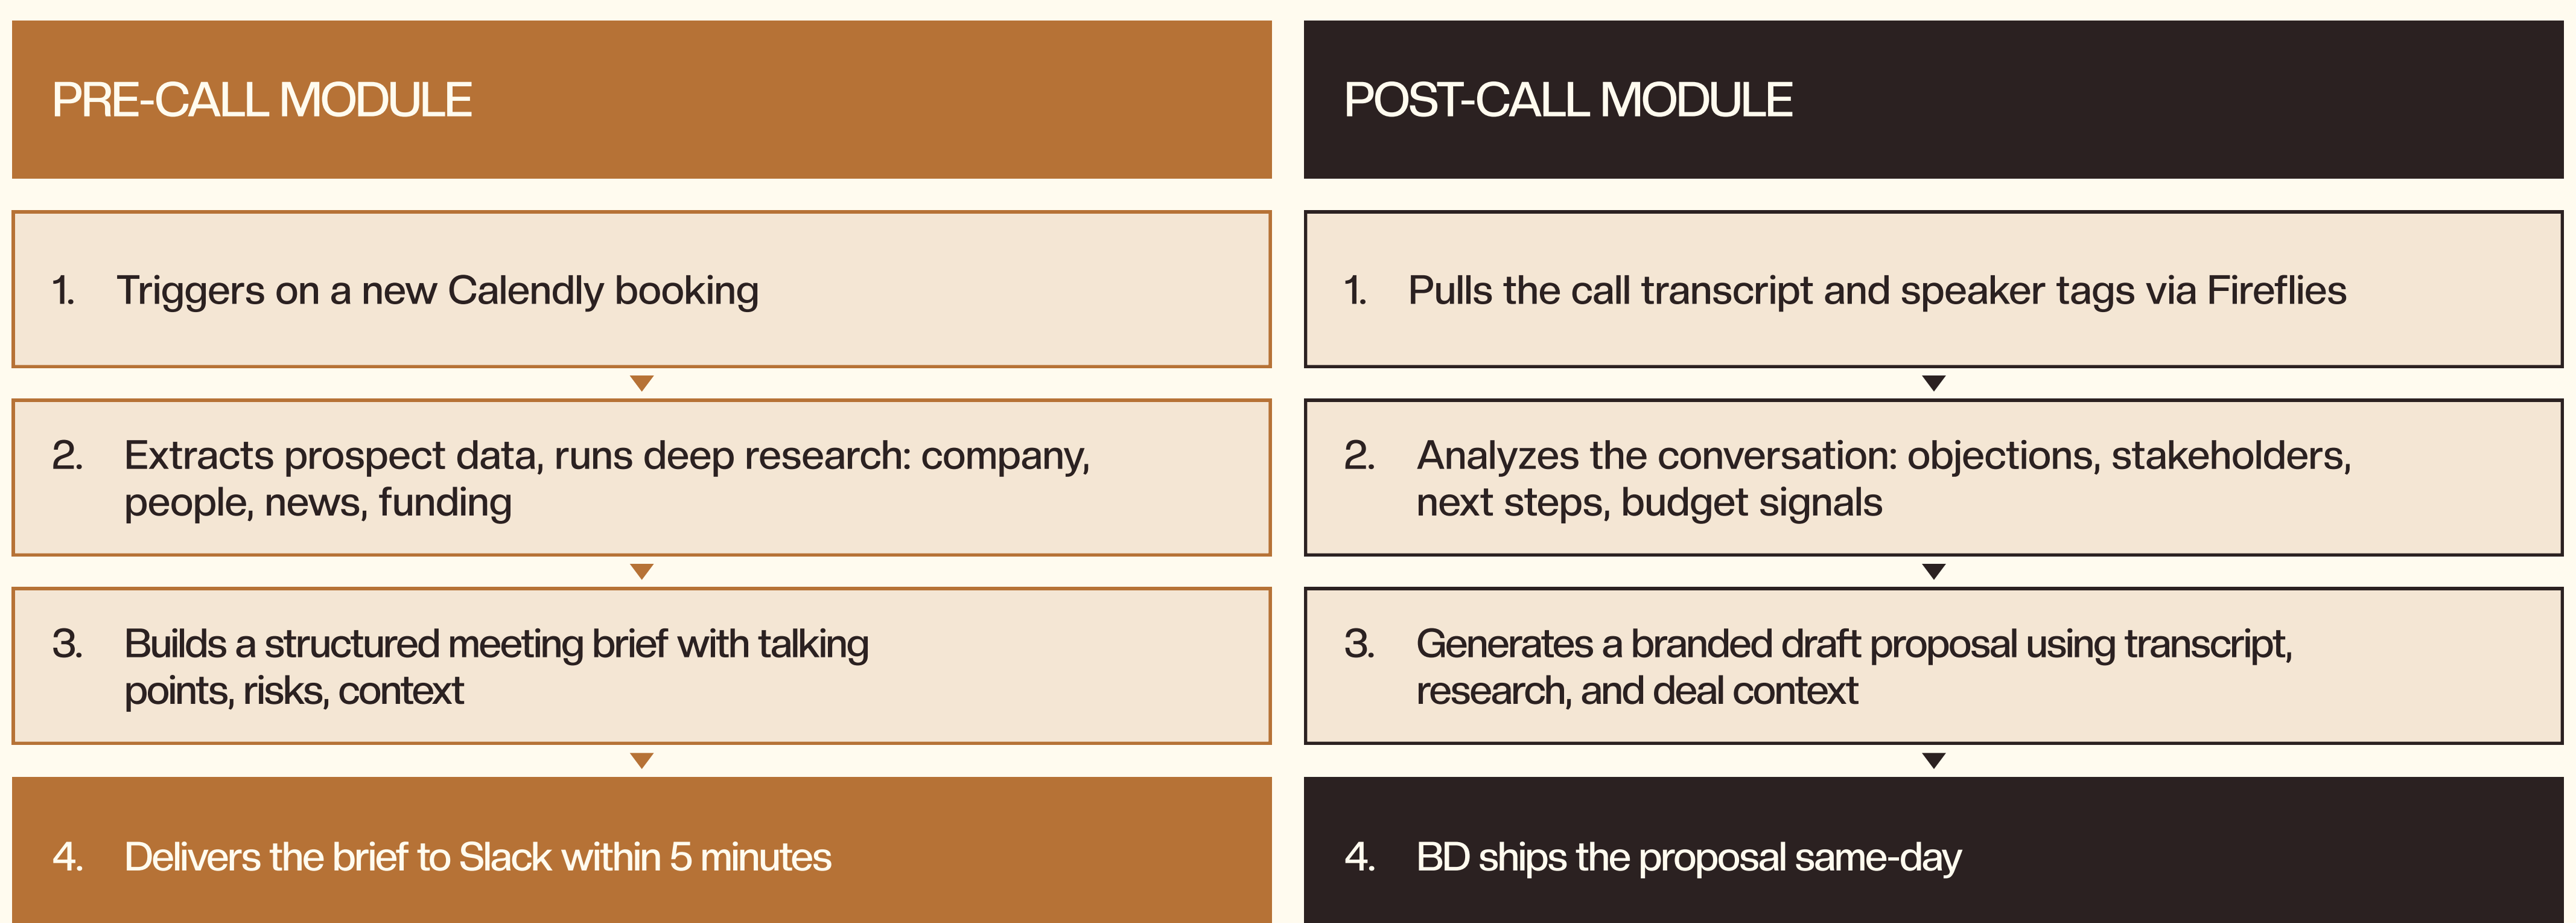 PRE-CALL MODULE
1. Triggers on a new Calendly booking
2. Extracts prospect data, runs deep research: company,
people, news, funding
3. Builds a structured meeting brief with talking
points, risks, context
4. Delivers the brief to Slack within 5 minutes
POST-CALL MODULE
1. Pulls the call transcript and speaker tags via Fireflies
2. Analyzes the conversation: objections, stakeholders,
next steps, budget signals
3. Generates a branded draft proposal using transcript,
research, and deal context
4. BD ships the proposal same-day